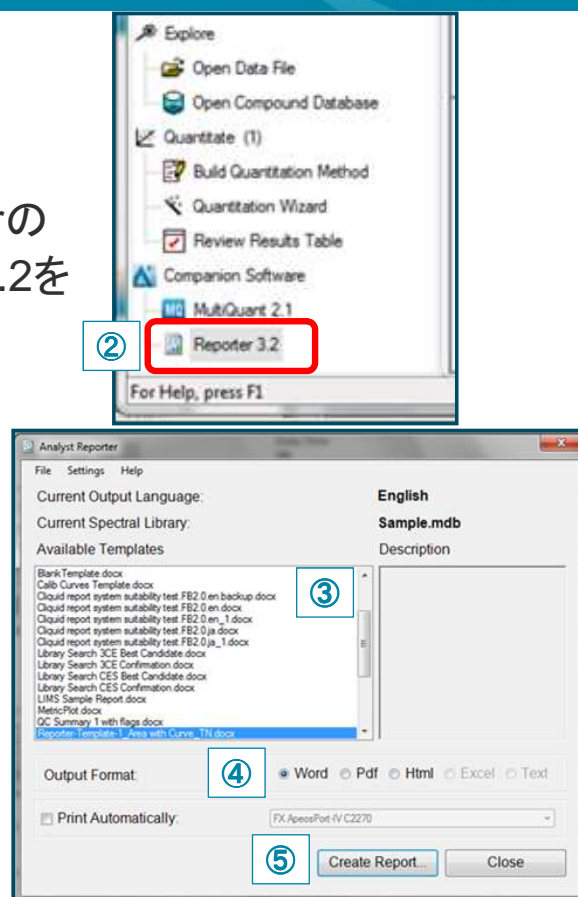 Explore
Open Data File
Open Compound Database
Quantitate (1)
Build Quantitation Method
Quantitation Wizard
Review Results Table
Companion Software
MultiQuant 2.1
② Reporter 3.2
For Help, press F1
の
.2を
Analyst Reporter
File Settings Help
Current Output Language: English
Current Spectral Library: Sample.mdb
Available Templates Description
BlankTemplate.docx
Calib Curves Template.docx
Cliquid report system suitability test.FB2.0.en.backup.docx
Cliquid report system suitability test.FB2.0.en.docx
Cliquid report system suitability test.FB2.0.en_1.docx
Cliquid report system suitability test.FB2.0.ja.docx
Cliquid report system suitability test.FB2.0.ja_1.docx
Library Search 3CE Best Candidate.docx
Library Search 3CE Confirmation.docx
Library Search CES Best Candidate.docx
Library Search CES Confirmation.docx
LIMS Sample Report.docx
MetricPlot.docx
QC Summary 1 with flags.docx
Reporter-Template-1_Area with Curve_TN.docx
③
Output Format: ④ Word Pdf Html Excel Text
Print Automatically: FX ApeosPort-IV C2270
⑤ Create Report... Close